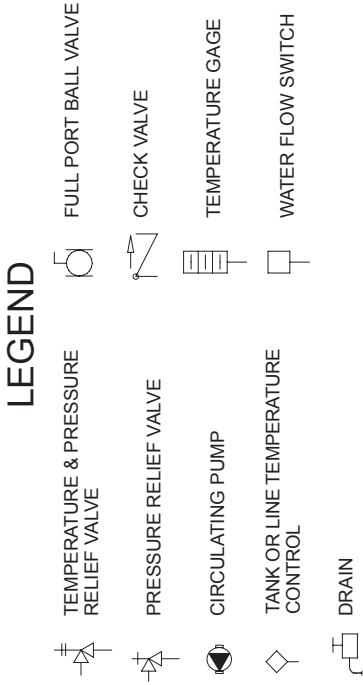 LEGEND
TEMPERATURE & PRESSURE
RELIEF VALVE
PRESSURE RELIEF VALVE
CIRCULATING PUMP
TANK OR LINE TEMPERATURE
CONTROL
DRAIN
FULL PORT BALL VALVE
CHECK VALVE
TEMPERATURE GAGE
WATER FLOW SWITCH